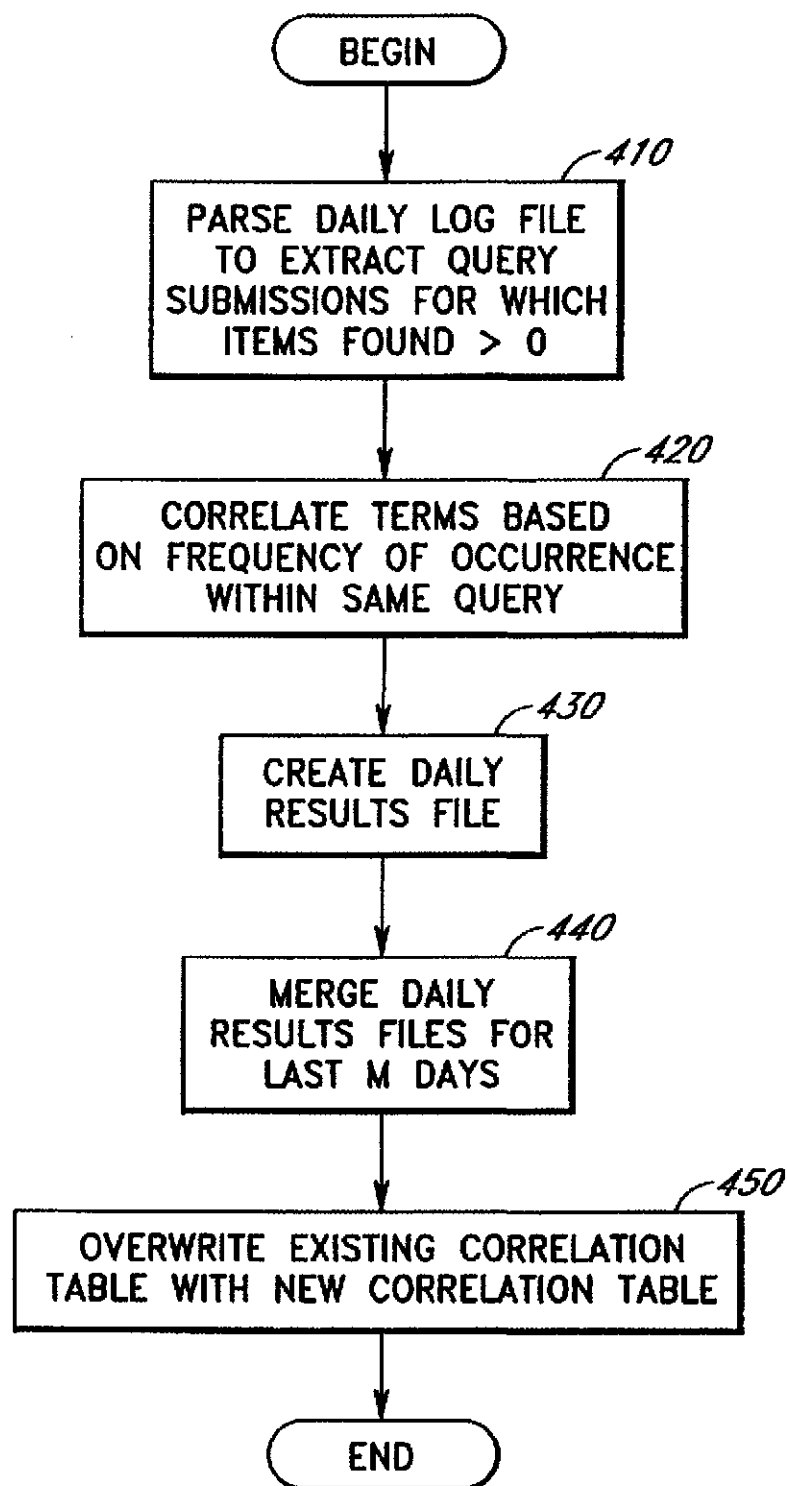 BEGIN
410
PARSE DAILY LOG FILE
TO EXTRACT QUERY
SUBMISSIONS FOR WHICH
ITEMS FOUND > 0
420
CORRELATE TERMS BASED
ON FREQUENCY OF OCCURRENCE
WITHIN SAME QUERY
430
CREATE DAILY
RESULTS FILE
440
MERGE DAILY
RESULTS FILES FOR
LAST M DAYS
450
OVERWRITE EXISTING CORRELATION
TABLE WITH NEW CORRELATION TABLE
END